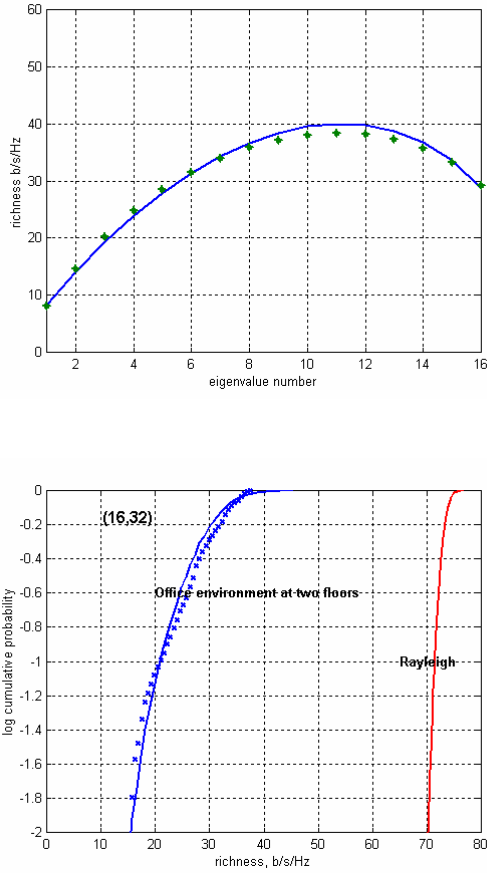 60
50
40
30
20
10
0
richness b/s/Hz
2 4 6 8 10 12 14 16
eigenvalue number
0
-0.2
-0.4
-0.6
-0.8
-1
-1.2
-1.4
-1.6
-1.8
-2
log cumulative probability
(16,32)
Office environment at two floors
Rayleigh
0 10 20 30 40 50 60 70 80
richness, b/s/Hz